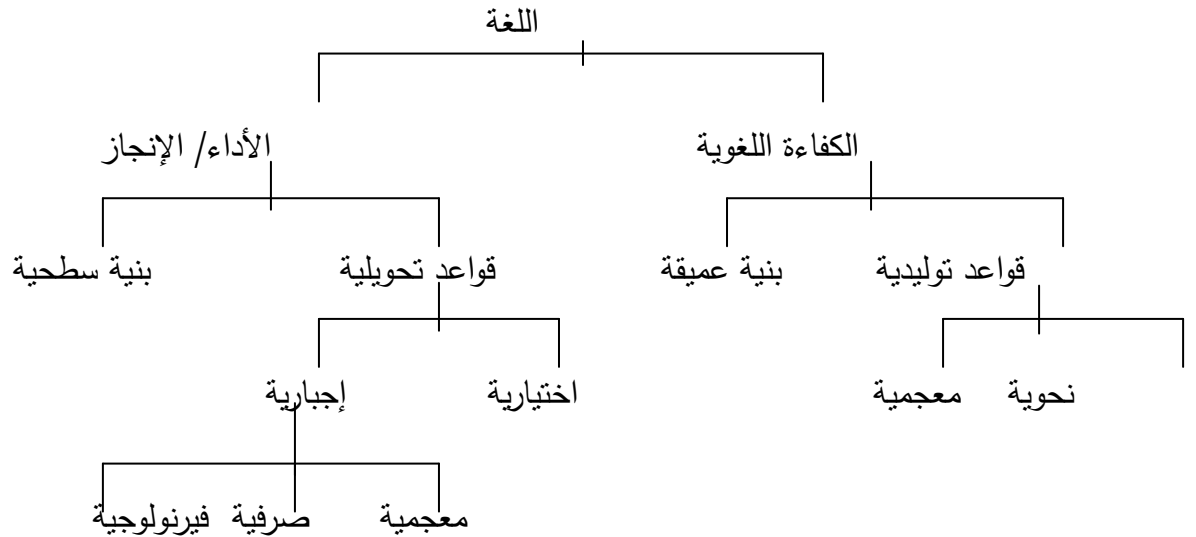 اللغة
الكفاءة اللغوية الأداء/ الإنجاز
قواعد توليدية بنية عميقة قواعد تحويلية بنية سطحية
نحوية معجمية اختيارية إجبارية
معجمية صرفية فيرنولوجية